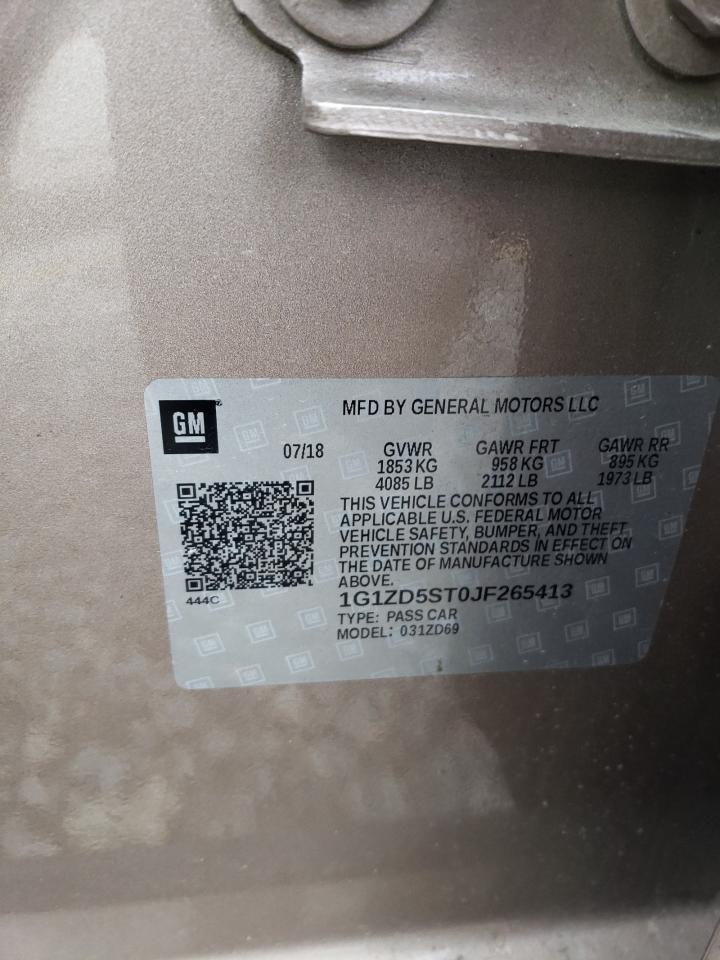 GM
MFD BY GENERAL MOTORS LLC
07/18 GVWR GAWR FRT GAWR RR
1853 KG 958 KG 895 KG
4085 LB 2112 LB 1973 LB
THIS VEHICLE CONFORMS TO ALL
APPLICABLE U.S. FEDERAL MOTOR
VEHICLE SAFETY, BUMPER, AND THEFT
PREVENTION STANDARDS IN EFFECT ON
THE DATE OF MANUFACTURE SHOWN
ABOVE.
444C
1G1ZD5ST0JF265413
TYPE: PASS CAR
MODEL: 031ZD69